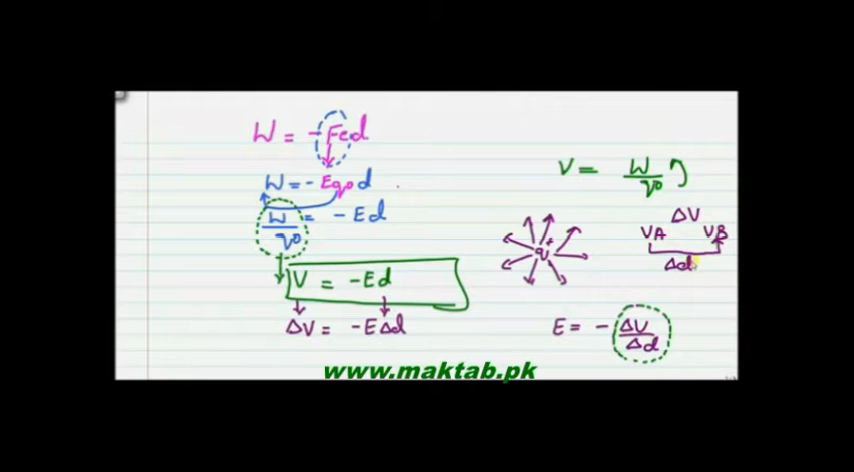 W = - Fed
W = - Eq₀d
W/q₀ = - Ed
V = -Ed
ΔV = -EΔd
V = W/q₀
ΔV
VA VB
Δd
q+
E = - ΔV/Δd
www.maktab.pk